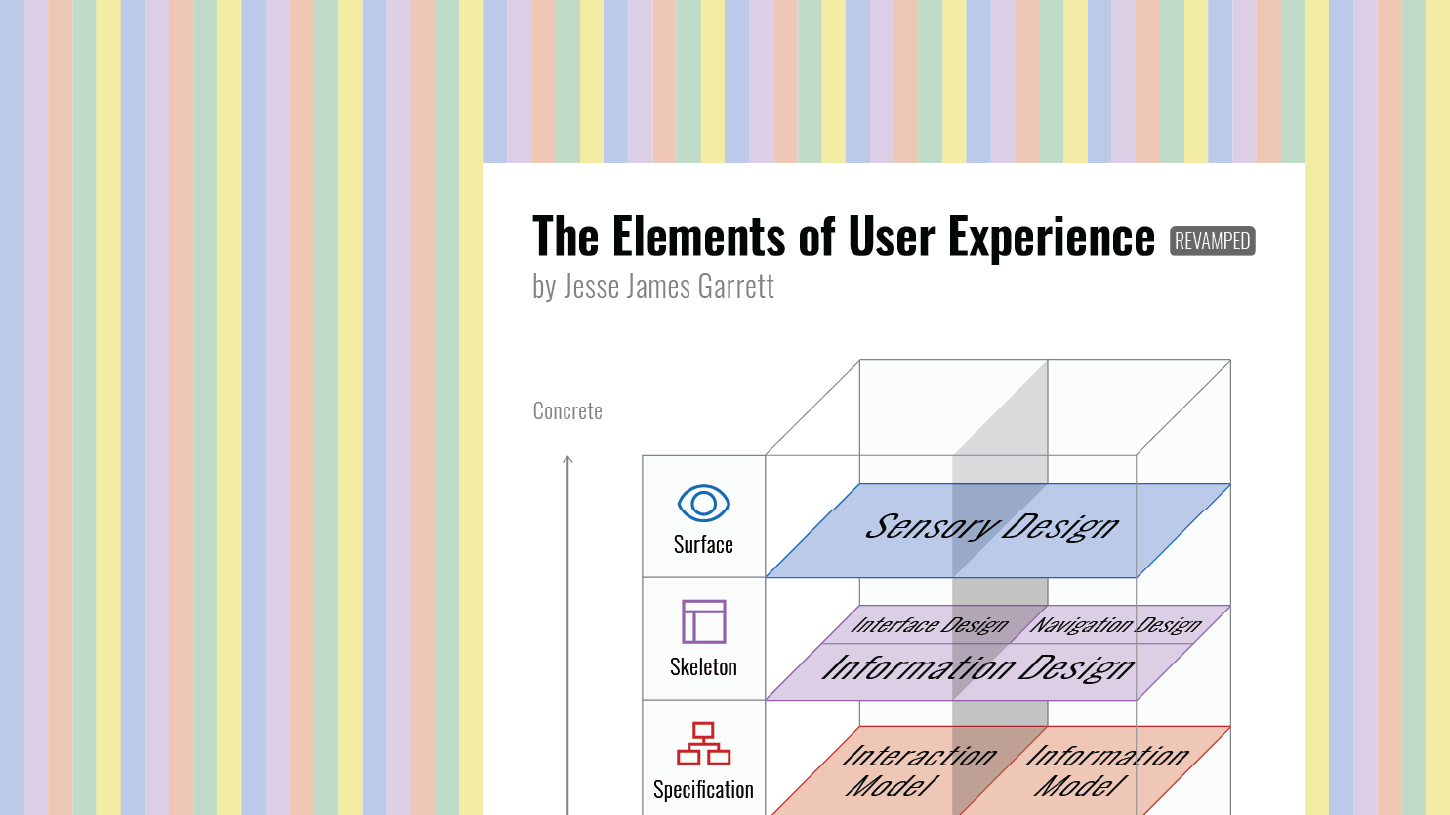 The Elements of User Experience REVAMPED
by Jesse James Garrett
Concrete
Surface
Sensory Design
Skeleton
Interface Design
Navigation Design
Information Design
Specification
Interaction
Model
Information
Model